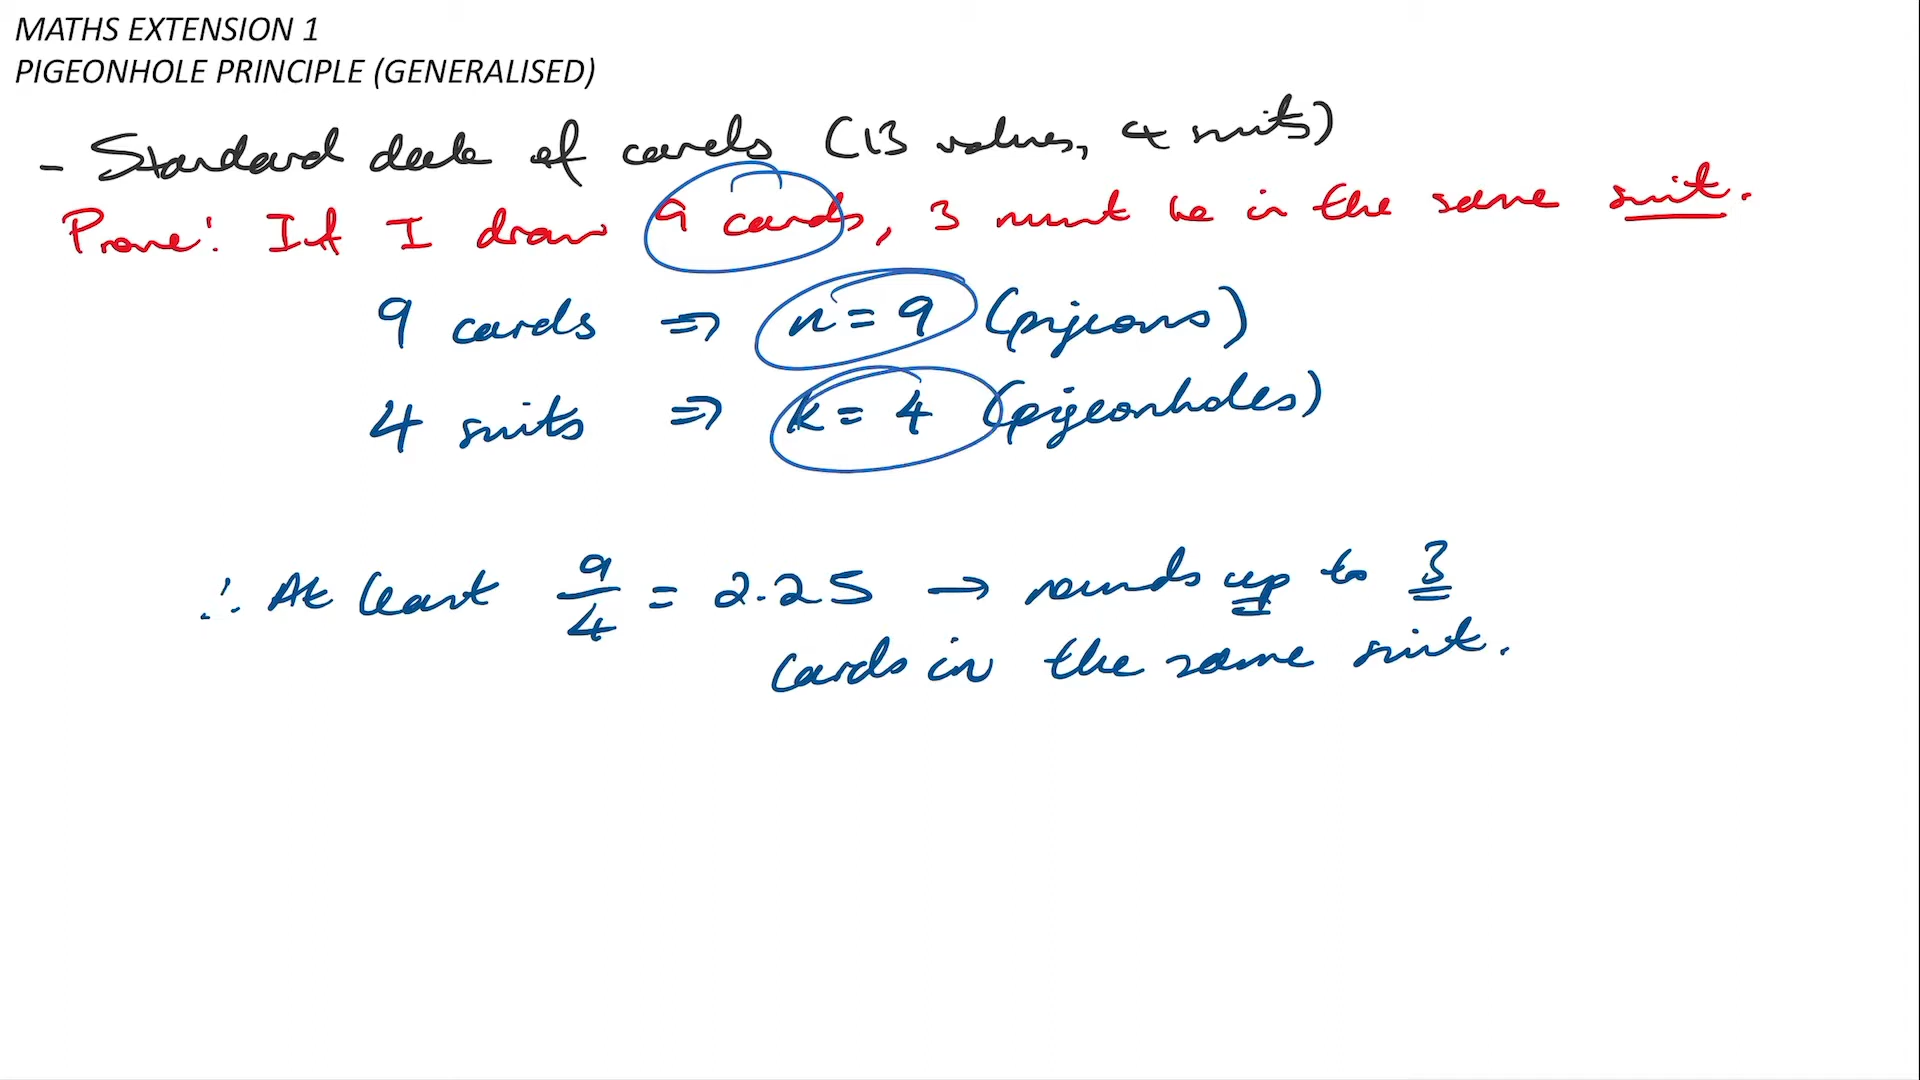 MATHS EXTENSION 1
PIGEONHOLE PRINCIPLE (GENERALISED)
- Standard deck of cards (13 values, 4 suits)
Prove: If I draw 9 cards, 3 must be in the same suit.
9 cards ⇒ n = 9 (pigeons)
4 suits ⇒ k = 4 (pigeonholes)
∴ At least 9/4 = 2.25 → rounds up to 3
cards in the same suit.